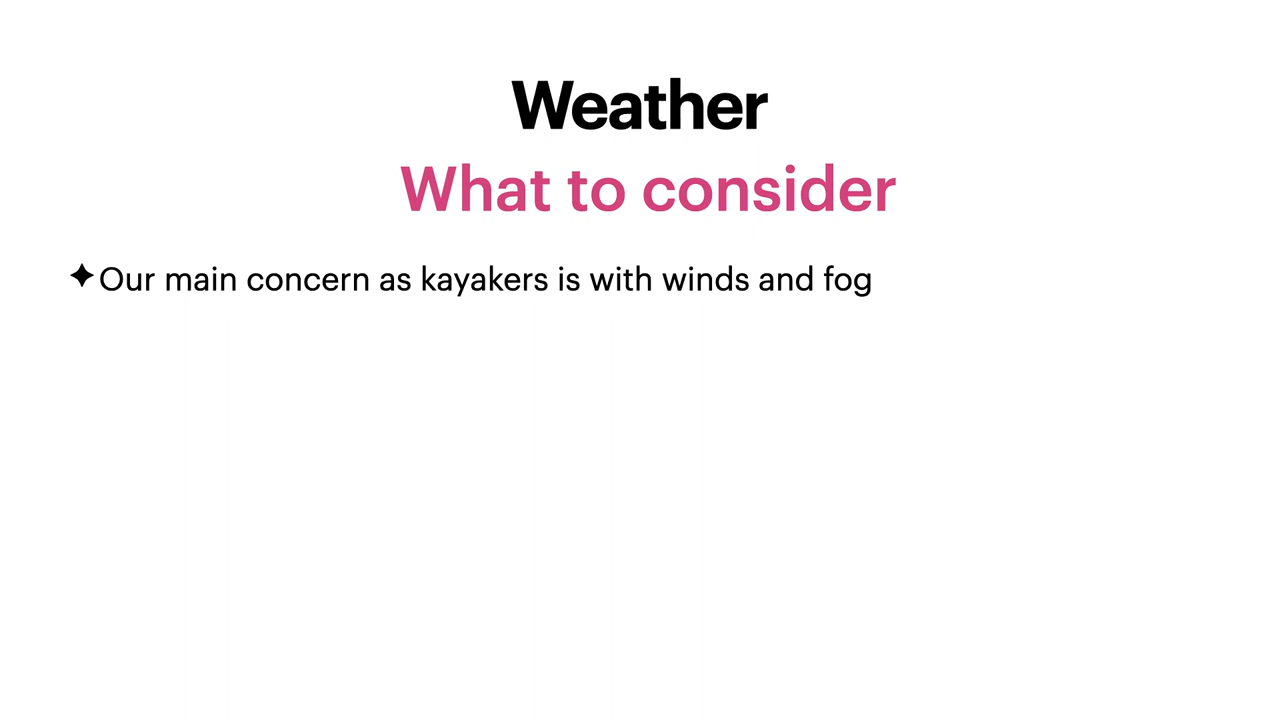 Weather
What to consider
✦Our main concern as kayakers is with winds and fog